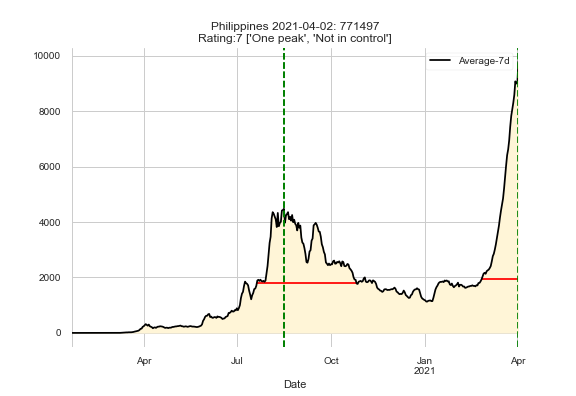 Philippines 2021-04-02: 771497
Rating:7 ['One peak', 'Not in control']
Average-7d
10000
8000
6000
4000
2000
0
Apr
Jul
Oct
Jan
2021
Apr
Date